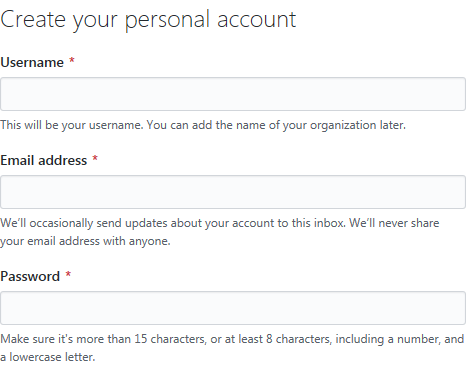 Create your personal account
Username *
This will be your username. You can add the name of your organization later.
Email address *
We’ll occasionally send updates about your account to this inbox. We’ll never share
your email address with anyone.
Password *
Make sure it's more than 15 characters, or at least 8 characters, including a number, and
a lowercase letter.